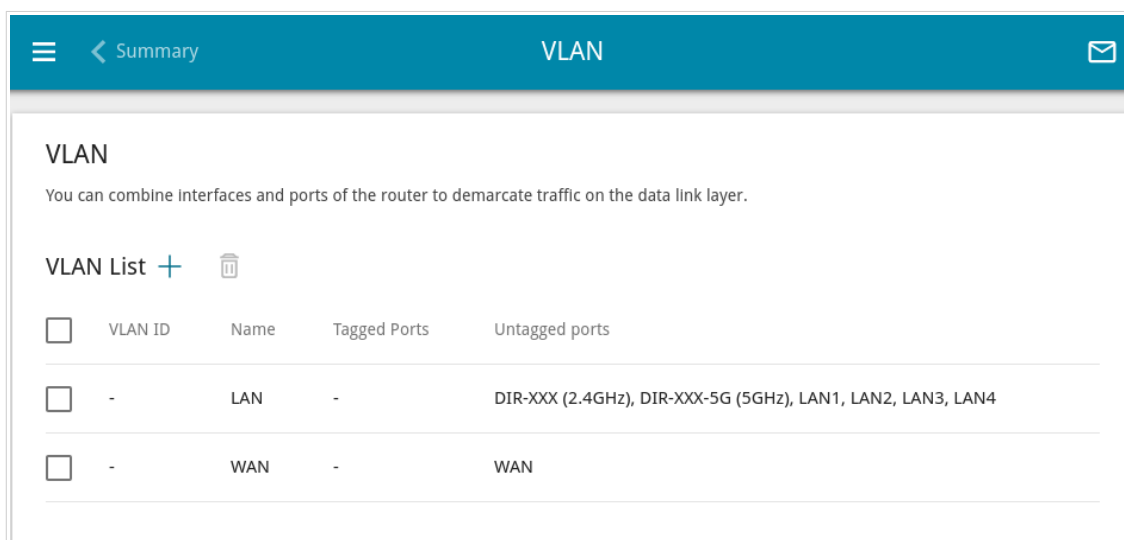 Summary
VLAN
VLAN
You can combine interfaces and ports of the router to demarcate traffic on the data link layer.
VLAN List
VLAN ID Name Tagged Ports Untagged ports
- LAN - DIR-XXX (2.4GHz), DIR-XXX-5G (5GHz), LAN1, LAN2, LAN3, LAN4
- WAN - WAN